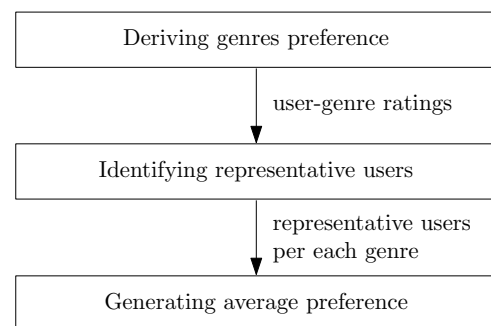 Deriving genres preference
user-genre ratings
Identifying representative users
representative users
per each genre
Generating average preference